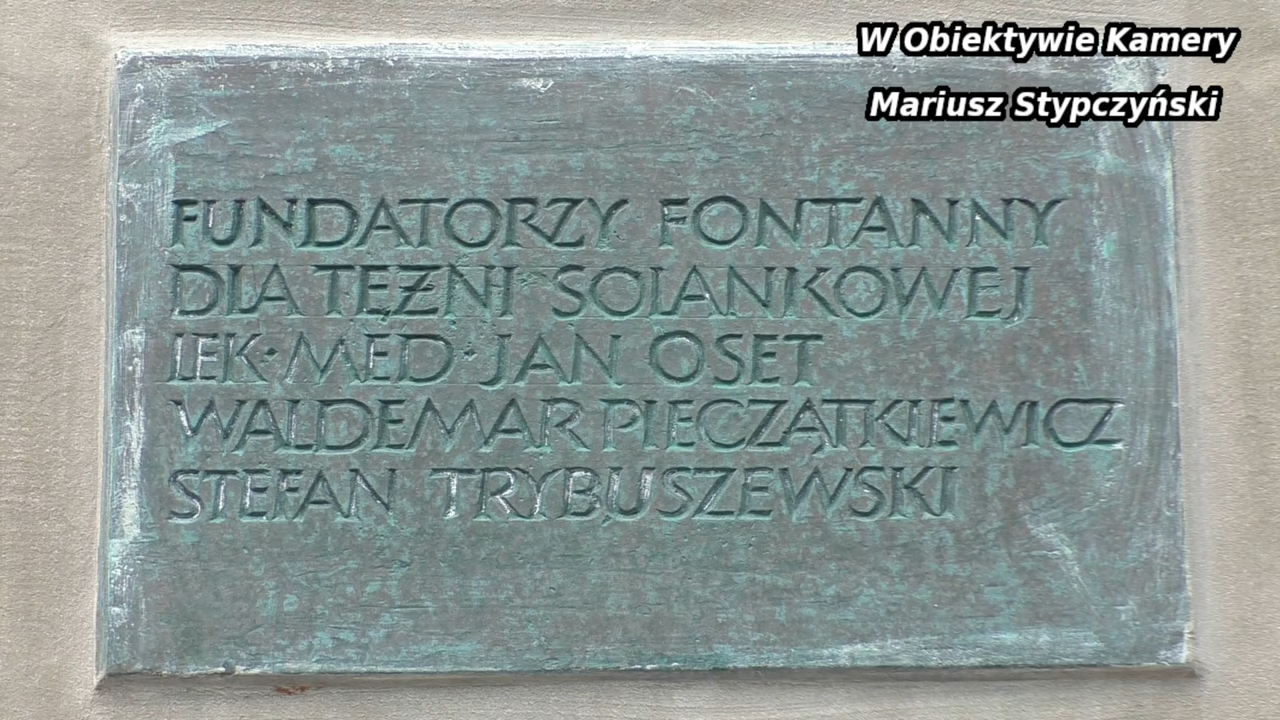 W Obiektywie Kamery
Mariusz Stypczyński
FUNDATORZY FONTANNY
DLA TĘŻNI SOLANKOWEJ
LEK·MED·JAN OSET
WALDEMAR PIECZĄTKIEWICZ
STEFAN TRYBUSZEWSKI